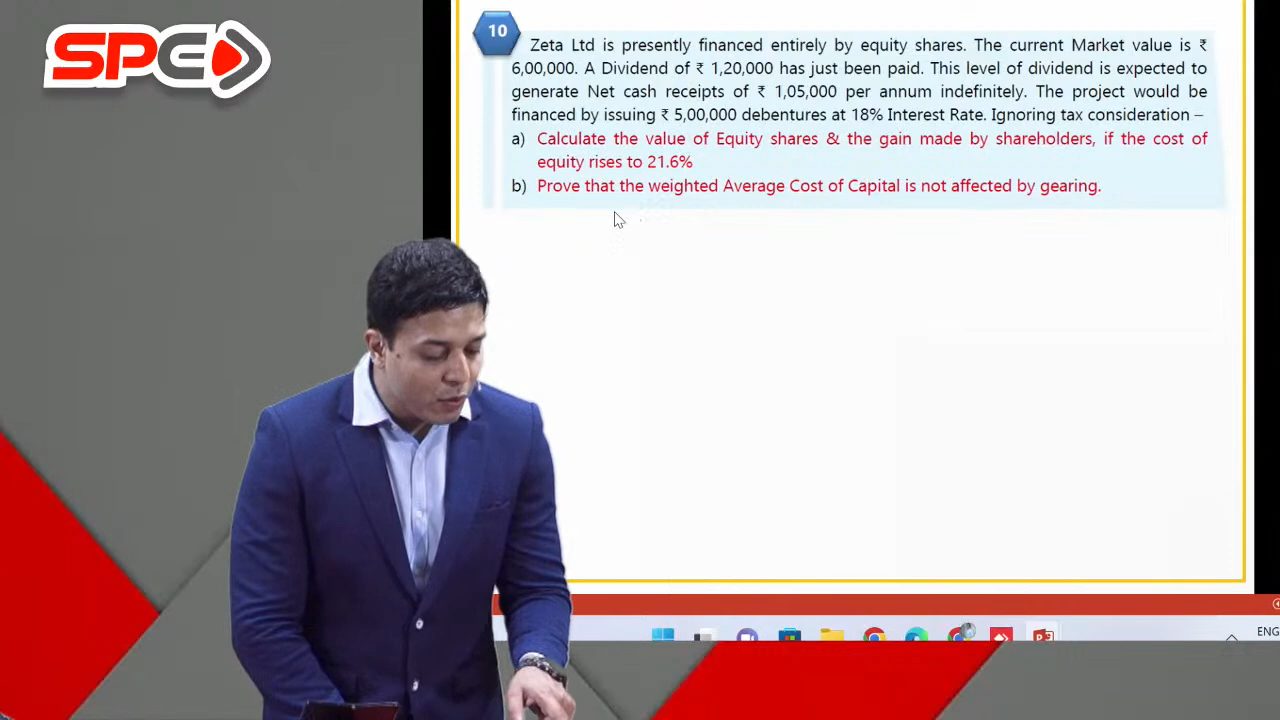 SPC
10
Zeta Ltd is presently financed entirely by equity shares. The current Market value is ₹
6,00,000. A Dividend of ₹ 1,20,000 has just been paid. This level of dividend is expected to
generate Net cash receipts of ₹ 1,05,000 per annum indefinitely. The project would be
financed by issuing ₹ 5,00,000 debentures at 18% Interest Rate. Ignoring tax consideration –
a) Calculate the value of Equity shares & the gain made by shareholders, if the cost of
equity rises to 21.6%
b) Prove that the weighted Average Cost of Capital is not affected by gearing.
ENG